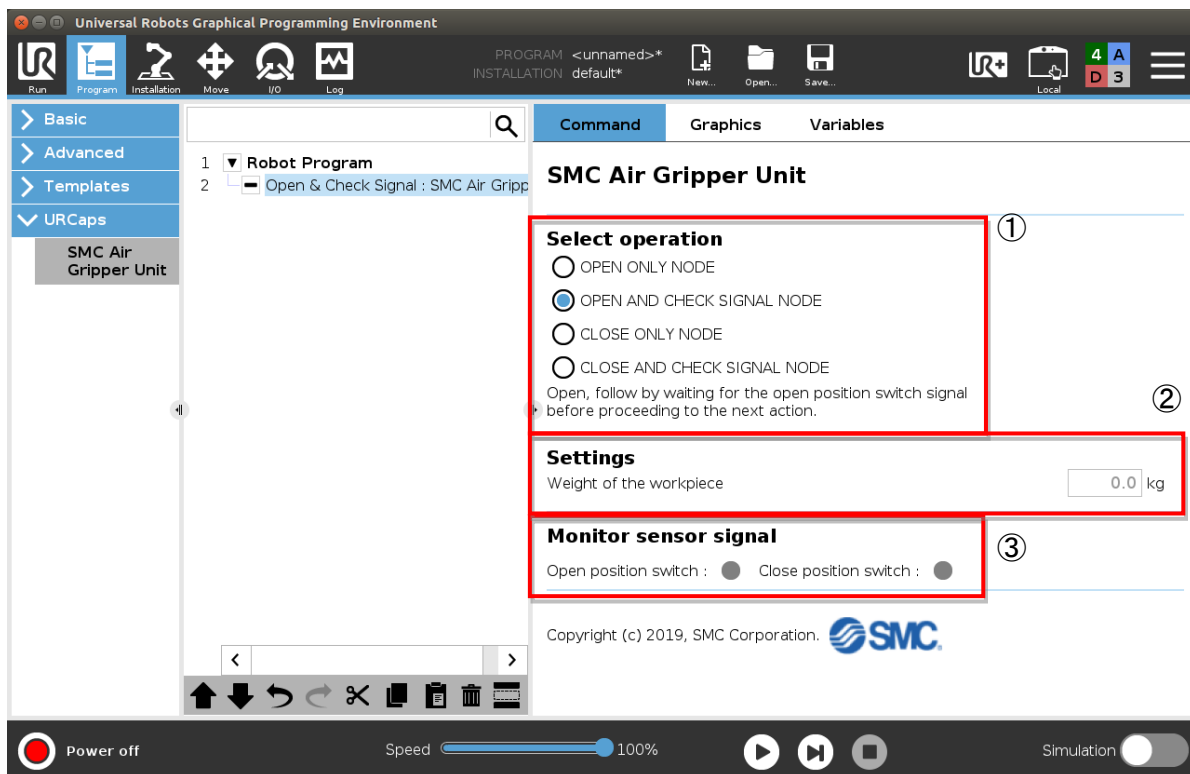 Universal Robots Graphical Programming Environment
PROGRAM <unnamed>*
INSTALLATION default*
Run
Program
Installation
Move
I/O
Log
New...
Open...
Save...
UR
UR+
Local
4 A
D 3
Basic
Advanced
Templates
URCaps
SMC Air
Gripper Unit
1 Robot Program
2 Open & Check Signal : SMC Air Gripp
Command
Graphics
Variables
SMC Air Gripper Unit
①
Select operation
OPEN ONLY NODE
OPEN AND CHECK SIGNAL NODE
CLOSE ONLY NODE
CLOSE AND CHECK SIGNAL NODE
Open, follow by waiting for the open position switch signal
before proceeding to the next action.
②
Settings
Weight of the workpiece 0.0 kg
Monitor sensor signal
③
Open position switch : Close position switch :
Copyright (c) 2019, SMC Corporation. SMC.
Power off
Speed 100%
Simulation